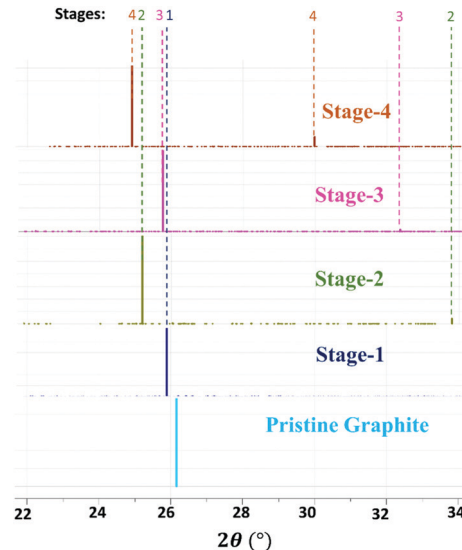 Stages: 4 2 3 1 4 3 2
Stage-4
Stage-3
Stage-2
Stage-1
Pristine Graphite
22 24 26 28 30 32 34
2θ (°)